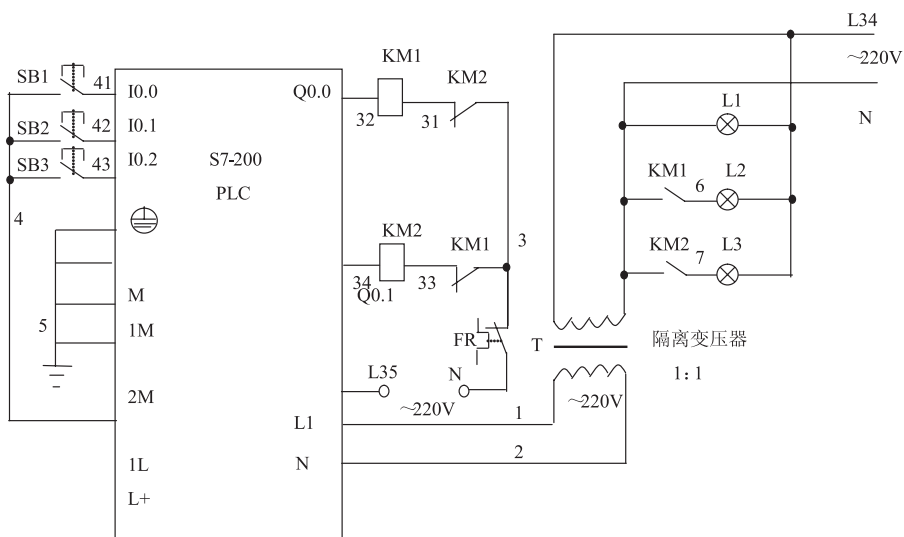 L34
KM1
~220V
SB1
41
KM2
I0.0
Q0.0
L1
32
31
N
SB2
42
I0.1
SB3
43
I0.2
S7-200
KM1
6
L2
PLC
4
KM2
KM1
3
KM2
7
L3
34
33
Q0.1
M
5
1M
FR
T
隔离变压器
L35
N
1:1
2M
~220V
~220V
L1
1
1L
N
2
L+